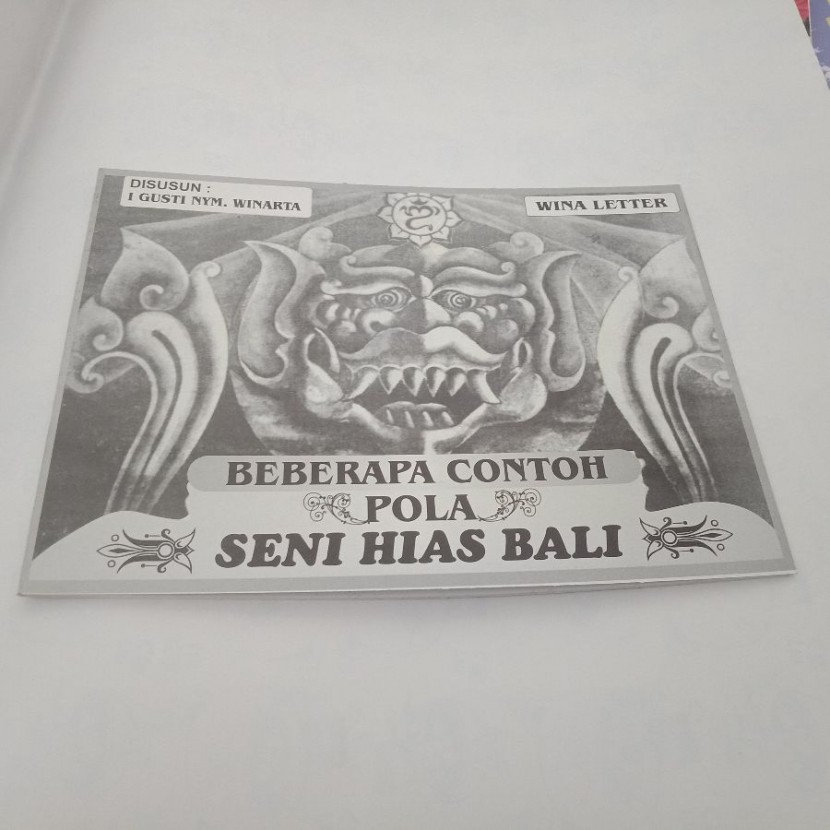 DISUSUN :
I GUSTI NYM. WINARTA
WINA LETTER
BEBERAPA CONTOH
POLA
SENI HIAS BALI